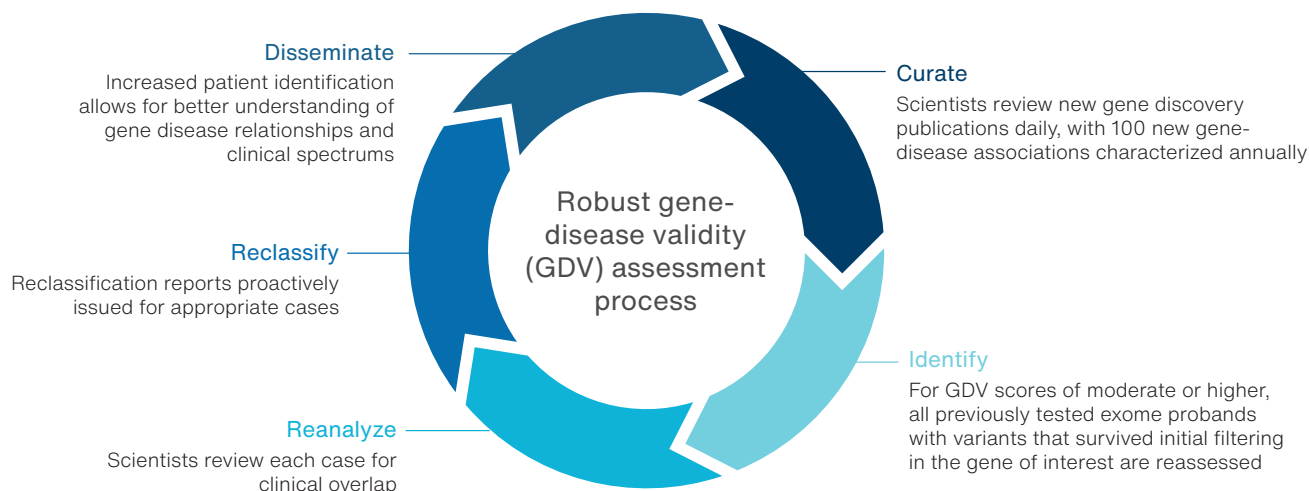 Disseminate
Increased patient identification
allows for better understanding of
gene disease relationships and
clinical spectrums
Curate
Scientists review new gene discovery
publications daily, with 100 new gene-
disease associations characterized annually
Robust gene-
disease validity
(GDV) assessment
process
Reclassify
Reclassification reports proactively
issued for appropriate cases
Identify
For GDV scores of moderate or higher,
all previously tested exome probands
with variants that survived initial filtering
in the gene of interest are reassessed
Reanalyze
Scientists review each case for
clinical overlap